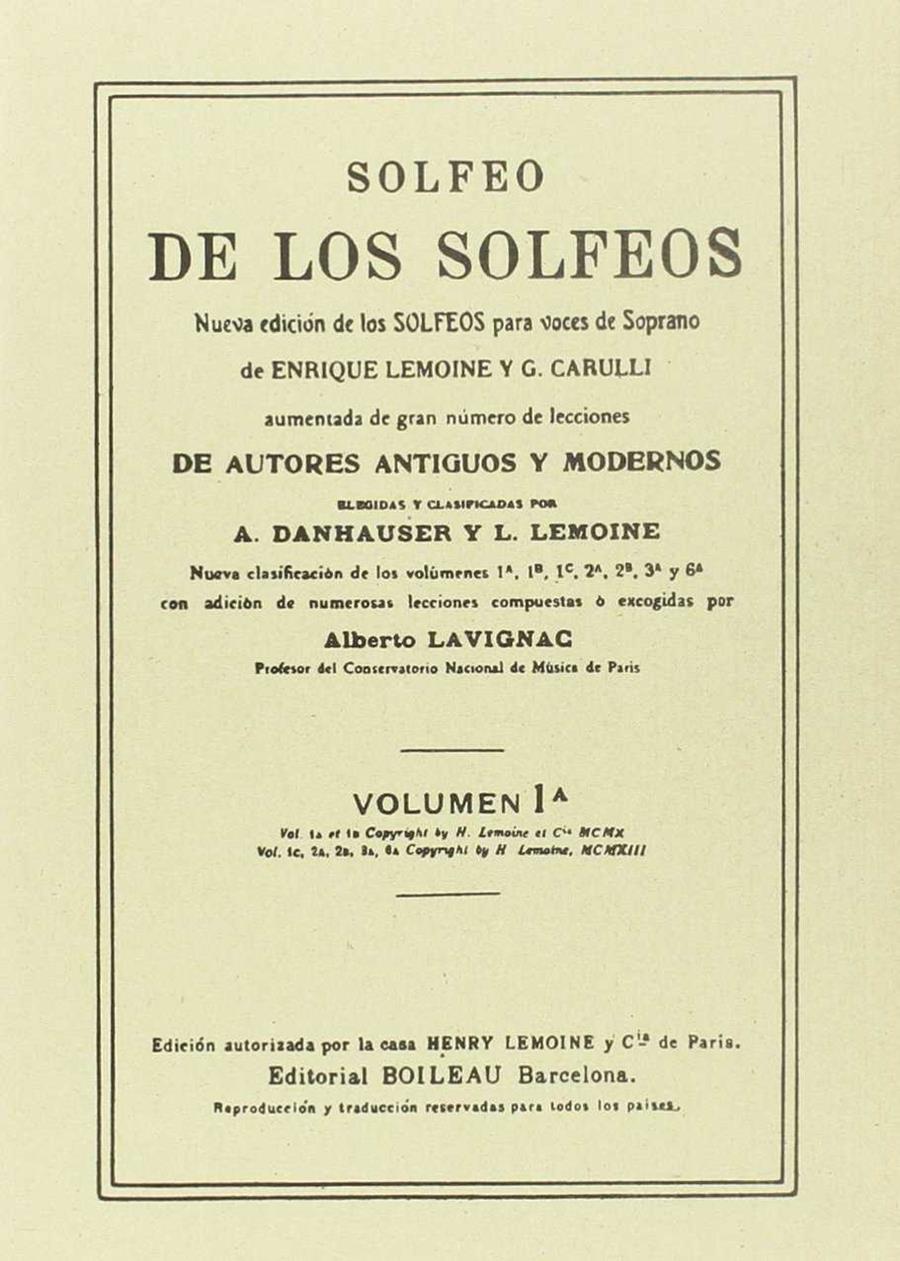 SOLFEO
DE LOS SOLFEOS
Nueva edición de los SOLFEOS para voces de Soprano
de ENRIQUE LEMOINE Y G. CARULLI
aumentada de gran número de lecciones
DE AUTORES ANTIGUOS Y MODERNOS
ELEGIDAS Y CLASIFICADAS POR
A. DANHAUSER Y L. LEMOINE
Nueva clasificación de los volúmenes 1ᴬ, 1ᴮ, 1ᶜ, 2ᴬ, 2ᴮ, 3ᴬ y 6ᴬ
con adición de numerosas lecciones compuestas ó excogidas por
Alberto LAVIGNAC
Profesor del Conservatorio Nacional de Música de Paris
VOLUMEN 1ᴬ
Vol. 1A et 1B Copyright by H. Lemoine et Cⁱᵉ MCMX
Vol. 1C, 2A, 2B, 3A, 6A Copyright by H Lemoine, MCMXIII
Edición autorizada por la casa HENRY LEMOINE y Cⁱᵃ de Paris.
Editorial BOILEAU Barcelona.
Reproducción y traducción reservadas para todos los paises.